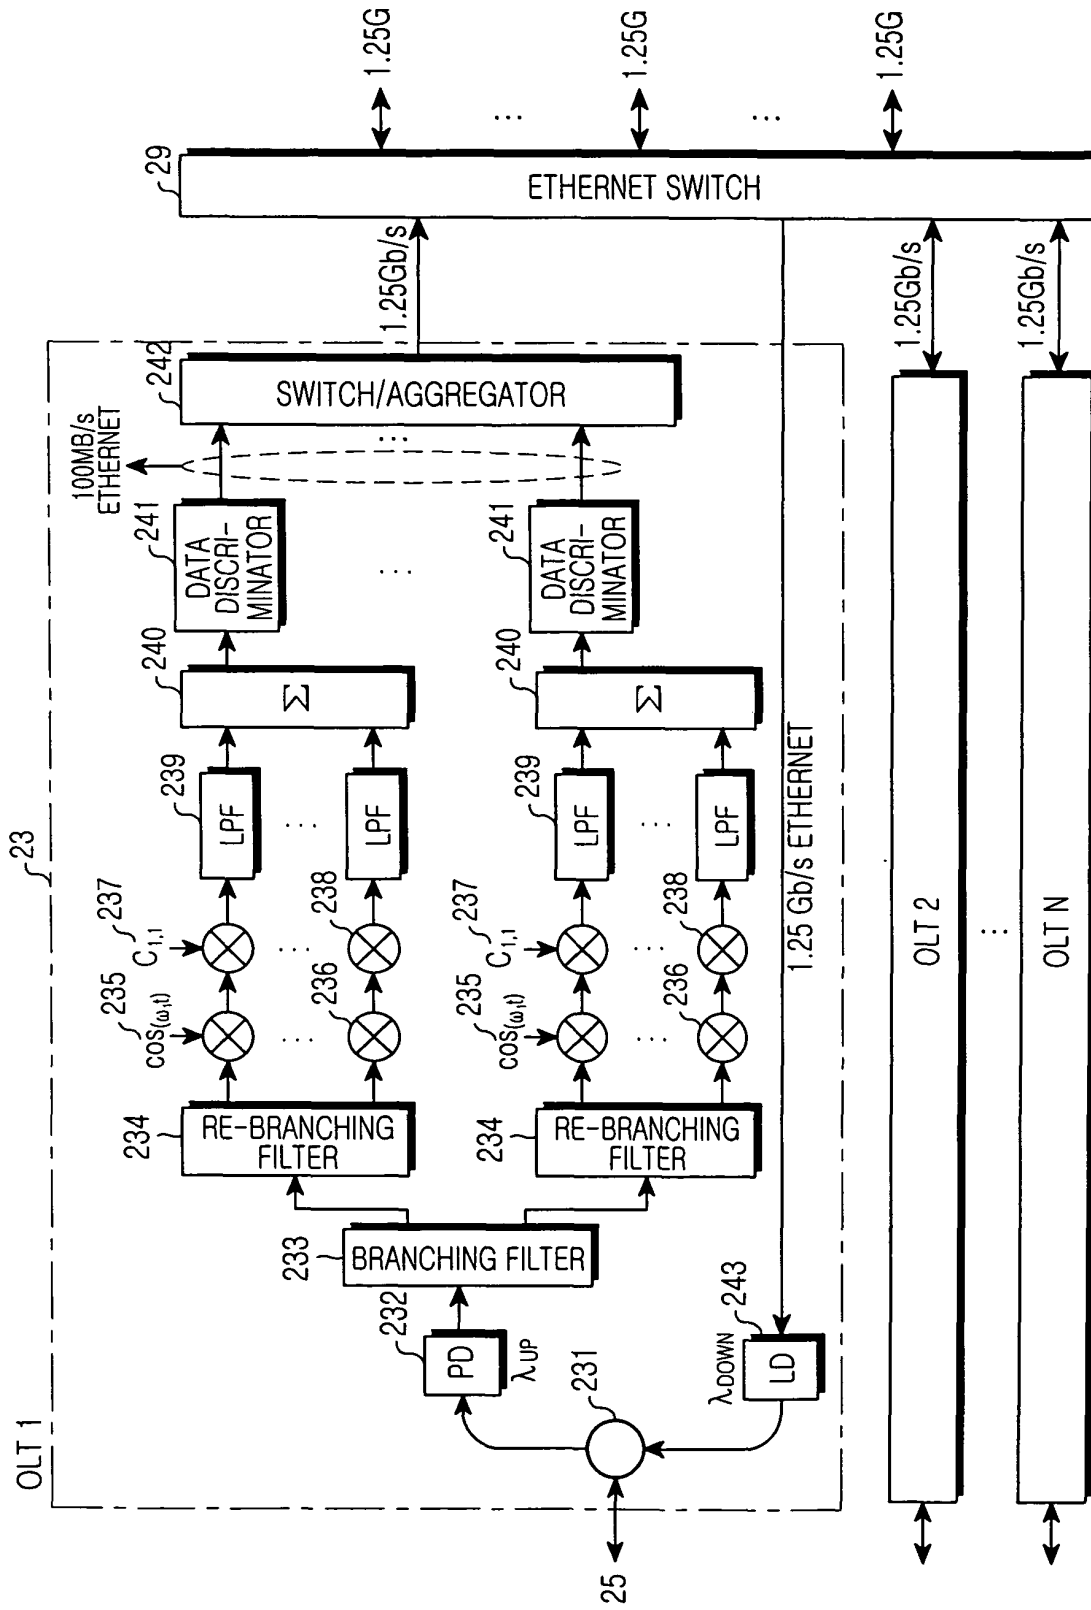 OLT 1
23
25
231
PD
232
λUP
LD
243
λDOWN
233
BRANCHING FILTER
234
RE-BRANCHING
FILTER
235
cos(ω1t)
237
C1,1
236
238
...
...
239
LPF
...
LPF
240
Σ
241
DATA
DISCRI-
MINATOR
...
100MB/s
ETHERNET
242
SWITCH/AGGREGATOR
...
1.25Gb/s
234
RE-BRANCHING
FILTER
235
cos(ω1t)
237
C1,1
236
238
...
...
239
LPF
...
LPF
240
Σ
241
DATA
DISCRI-
MINATOR
1.25 Gb/s ETHERNET
29
ETHERNET SWITCH
1.25G
...
1.25G
...
1.25G
OLT 2
1.25Gb/s
...
OLT N
1.25Gb/s